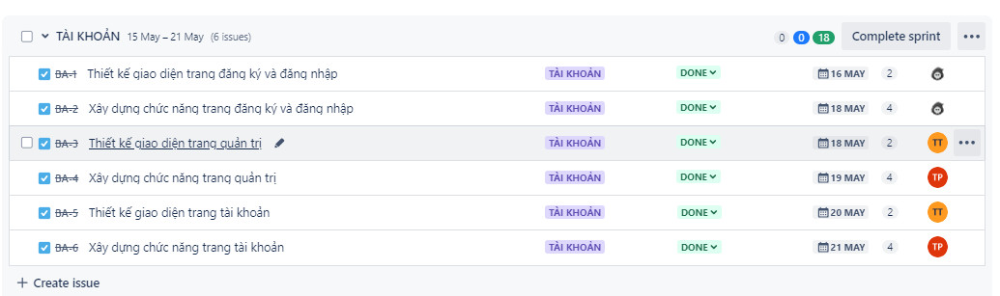 TÀI KHOẢN 15 May – 21 May (6 issues) 0 0 18 Complete sprint
BA-1 Thiết kế giao diện trang đăng ký và đăng nhập TÀI KHOẢN DONE 16 MAY 2
BA-2 Xây dựng chức năng trang đăng ký và đăng nhập TÀI KHOẢN DONE 18 MAY 4
BA-3 Thiết kế giao diện trang quản trị TÀI KHOẢN DONE 18 MAY 2 TT
BA-4 Xây dựng chức năng trang quản trị TÀI KHOẢN DONE 19 MAY 4 TP
BA-5 Thiết kế giao diện trang tài khoản TÀI KHOẢN DONE 20 MAY 2 TT
BA-6 Xây dựng chức năng trang tài khoản TÀI KHOẢN DONE 21 MAY 4 TP
+ Create issue